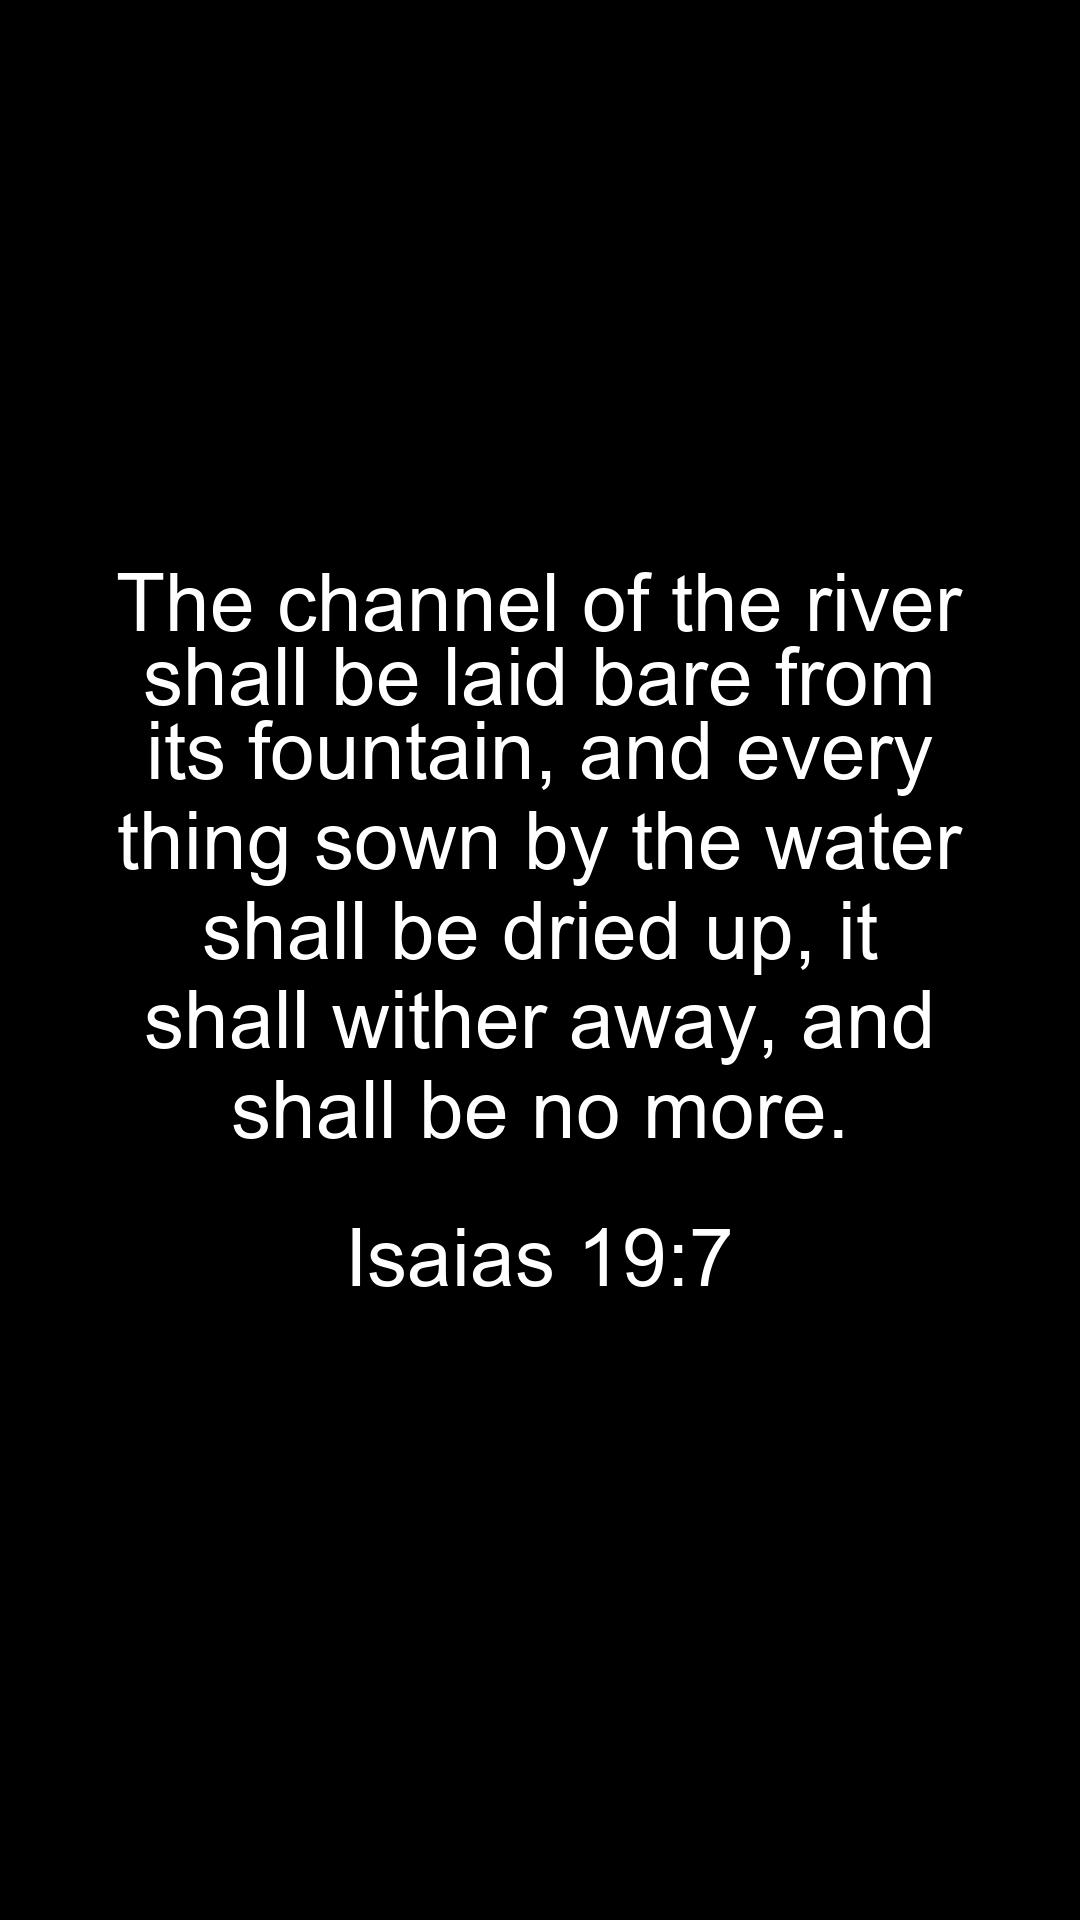 The channel of the river
shall be laid bare from
its fountain, and every
thing sown by the water
shall be dried up, it
shall wither away, and
shall be no more.
Isaias 19:7